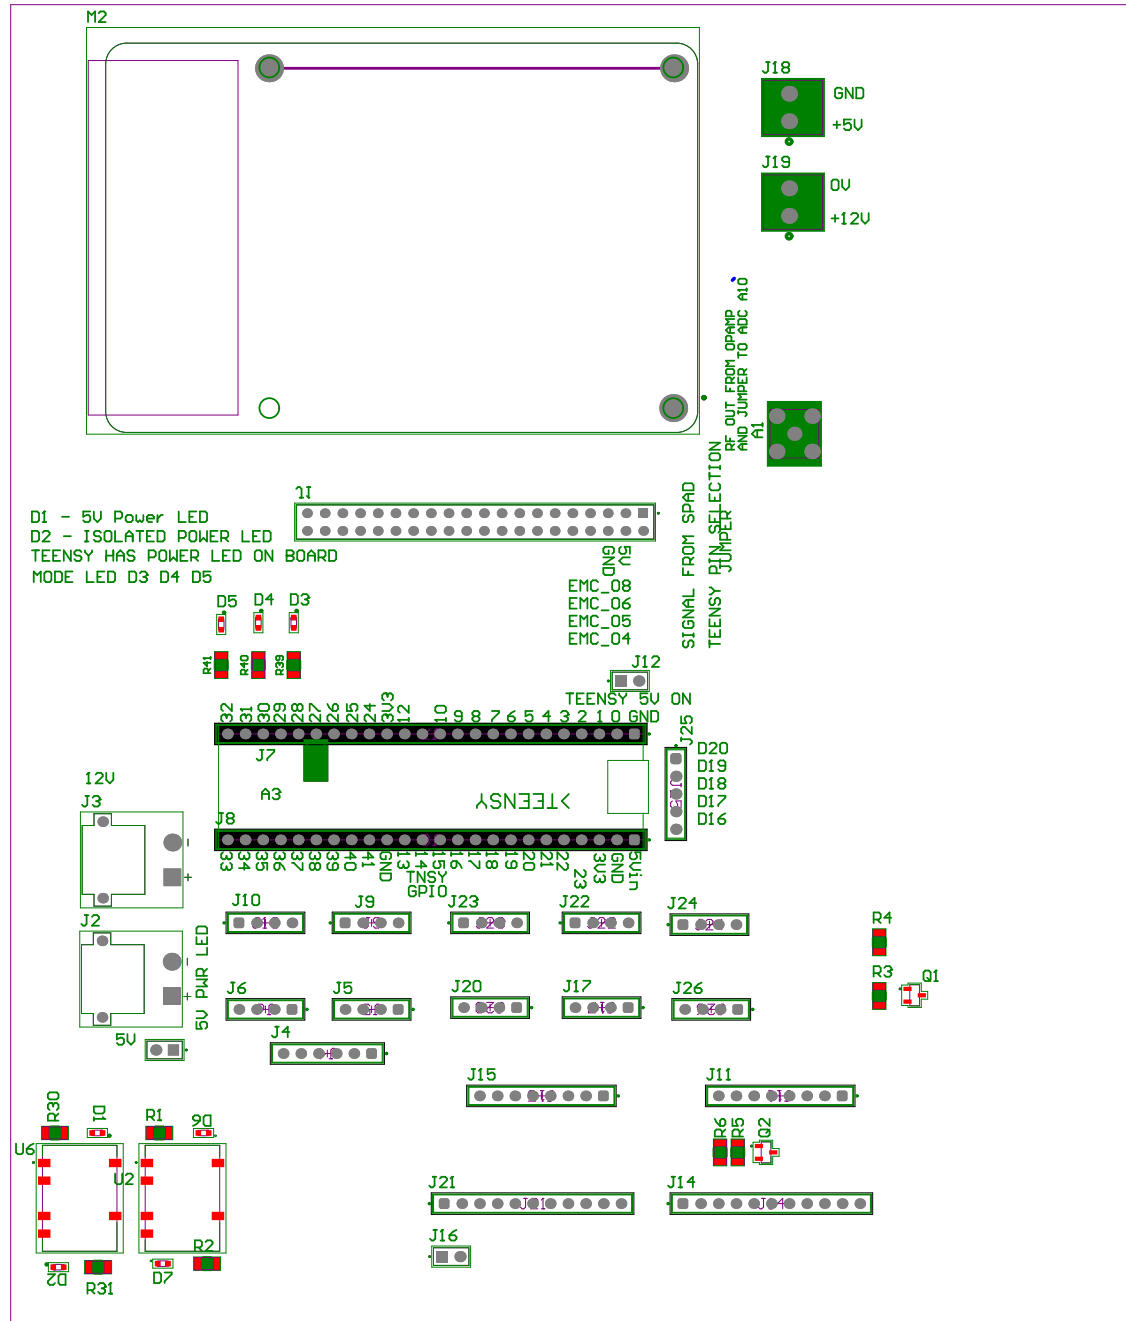 M2
J18
GND
+5V
J19
0V
+12V
RF OUT FROM OPAMP
AND JUMPER TO ADC A10
A1
SIGNAL FROM SPAD
TEENSY PIN SELECTION
JUMPER
J1
D1 - 5V Power LED
D2 - ISOLATED POWER LED
TEENSY HAS POWER LED ON BOARD
MODE LED D3 D4 D5
5V
GND
EMC_08
EMC_06
EMC_05
EMC_04
D5
D4
D3
R41
R40
R39
J12
TEENSY 5V ON
32
31
30
29
28
27
26
25
24
3V3
12
10
9
8
7
6
5
4
3
2
1
0
GND
J25
J7
A3
>TEENSY
D20
D19
D18
D17
D16
12V
J3
J8
33
34
35
36
37
38
39
40
41
GND
13
14
15
16
17
18
19
20
21
22
23
3V3
GND
5Vin
TNSY
GPIO
-
+
J2
5V PWR LED
-
+
J10
J9
J23
J22
J24
R4
J6
J5
J20
J17
J26
R3
Q1
J4
5V
J15
J11
R30
D1
R1
D6
R6
R5
Q2
U6
U2
J21
J14
J16
R2
D2
R31
D7